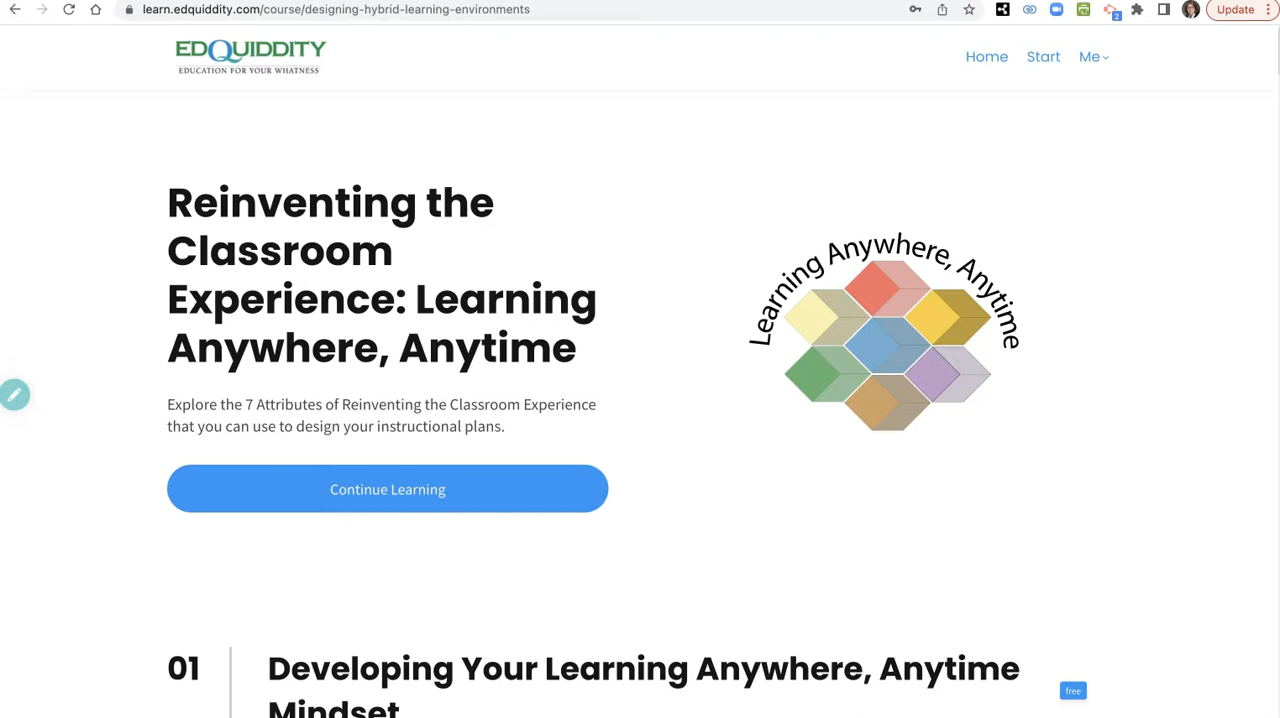 learn.edquiddity.com/course/designing-hybrid-learning-environments
2
Update
EDQUIDDITY
EDUCATION FOR YOUR WHATNESS
Home
Start
Me
Reinventing the
Classroom
Experience: Learning
Anywhere, Anytime
Explore the 7 Attributes of Reinventing the Classroom Experience
that you can use to design your instructional plans.
Continue Learning
Learning Anywhere, Anytime
01
Developing Your Learning Anywhere, Anytime
Mindset
free